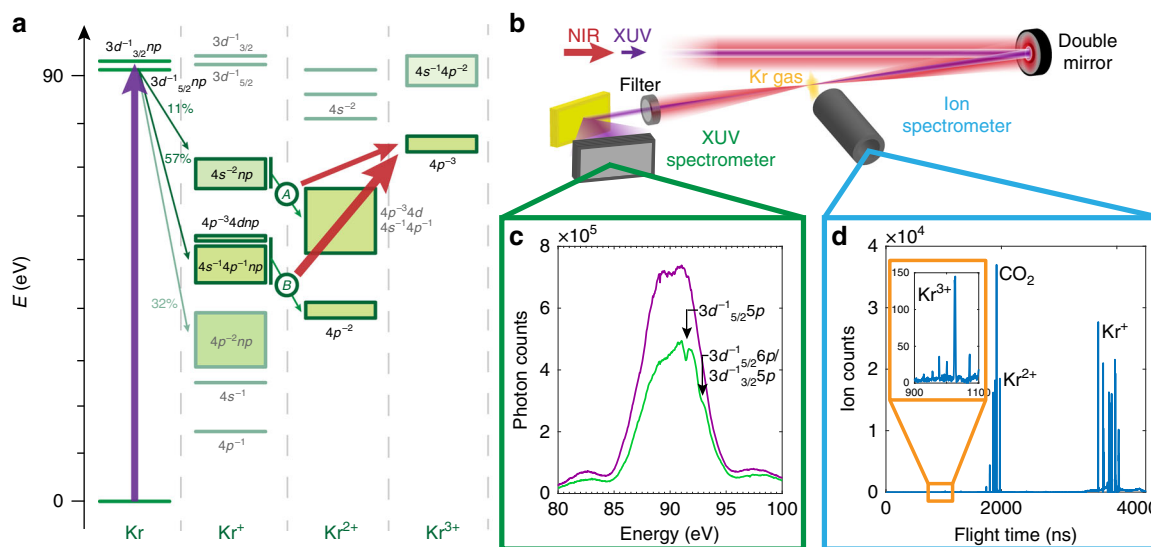 a
E (eV)
90
0
3d⁻¹₃/₂np
3d⁻¹₅/₂np
3d⁻¹₃/₂
3d⁻¹₅/₂
11%
57%
32%
4s⁻²np
4p⁻³4dnp
4s⁻¹4p⁻¹np
4p⁻²np
4s⁻¹
4p⁻¹
A
B
4s⁻²
4p⁻³4d
4s⁻¹4p⁻¹
4p⁻²
4s⁻¹4p⁻²
4p⁻³
Kr
Kr⁺
Kr²⁺
Kr³⁺
b
NIR
XUV
Double
mirror
Kr gas
Filter
XUV
spectrometer
Ion
spectrometer
c
×10⁵
Photon counts
8
6
4
2
0
3d⁻¹₅/₂5p
3d⁻¹₅/₂6p/
3d⁻¹₃/₂5p
80
85
90
95
100
Energy (eV)
d
×10⁴
Ion counts
4
3
2
1
0
150
100
50
0
900
1000
1100
Kr³⁺
CO₂
Kr²⁺
Kr⁺
0
2000
4000
Flight time (ns)